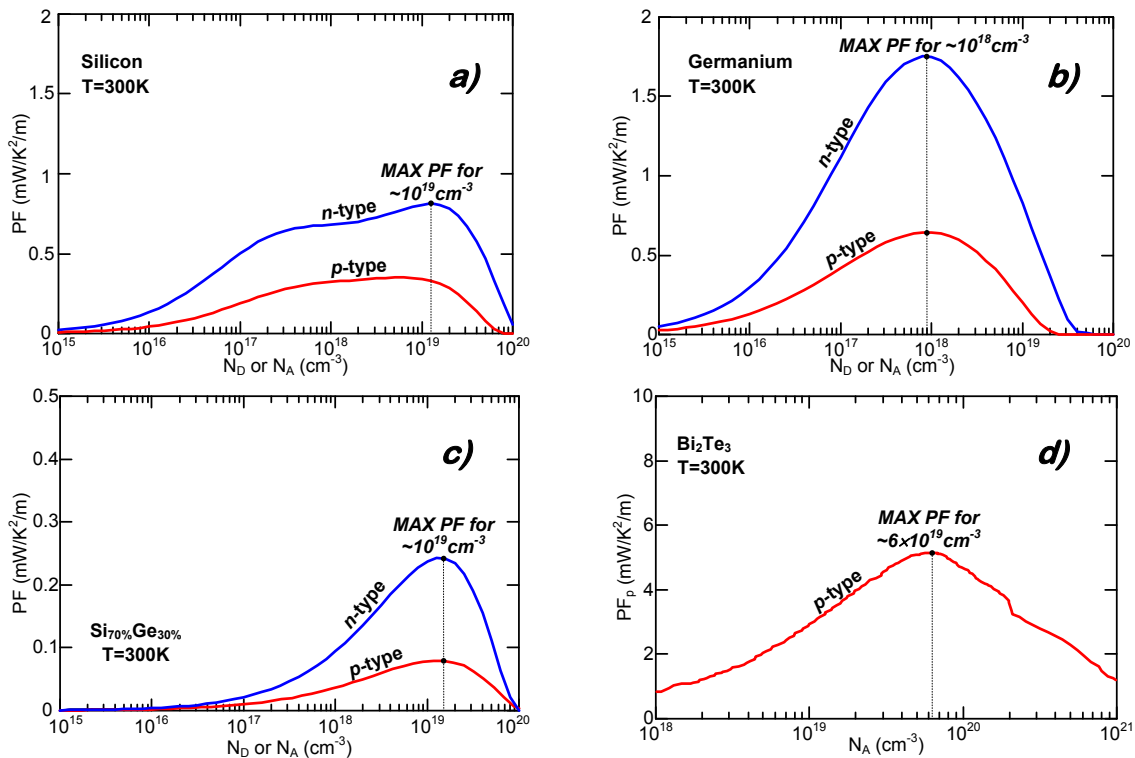 Silicon
T=300K
a)
MAX PF for
~10¹⁹cm⁻³
n-type
p-type
PF (mW/K²/m)
2
1.5
1
0.5
0
10¹⁵ 10¹⁶ 10¹⁷ 10¹⁸ 10¹⁹ 10²⁰
N_D or N_A (cm⁻³)
MAX PF for ~10¹⁸cm⁻³
Germanium
T=300K
b)
n-type
p-type
PF (mW/K²/m)
2
1.5
1
0.5
0
10¹⁵ 10¹⁶ 10¹⁷ 10¹⁸ 10¹⁹ 10²⁰
N_D or N_A (cm⁻³)
c)
MAX PF for
~10¹⁹cm⁻³
n-type
p-type
Si₇₀%Ge₃₀%
T=300K
PF (mW/K²/m)
0.5
0.4
0.3
0.2
0.1
0
10¹⁵ 10¹⁶ 10¹⁷ 10¹⁸ 10¹⁹ 10²⁰
N_D or N_A (cm⁻³)
Bi₂Te₃
T=300K
d)
MAX PF for
~6×10¹⁹cm⁻³
p-type
PFₚ (mW/K²/m)
10
8
6
4
2
0
10¹⁸ 10¹⁹ 10²⁰ 10²¹
N_A (cm⁻³)